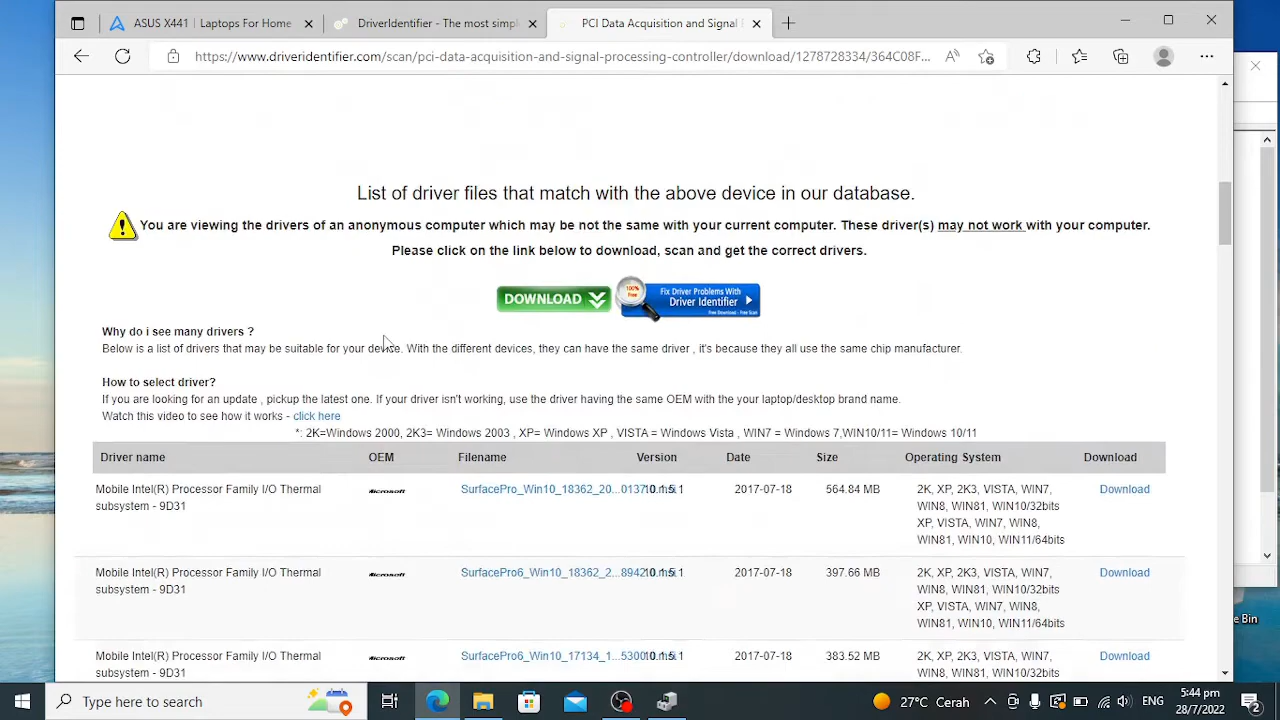 ASUS X441 | Laptops For Home
DriverIdentifier - The most simpl
PCI Data Acquisition and Signal
https://www.driveridentifier.com/scan/pci-data-acquisition-and-signal-processing-controller/download/1278728334/364C08F...
List of driver files that match with the above device in our database.
You are viewing the drivers of an anonymous computer which may be not the same with your current computer. These driver(s) may not work with your computer.
Please click on the link below to download, scan and get the correct drivers.
DOWNLOAD
100% Free
Fix Driver Problems With
Driver Identifier
Free Download - Free Scan
Why do i see many drivers ?
Below is a list of drivers that may be suitable for your device. With the different devices, they can have the same driver , it's because they all use the same chip manufacturer.
How to select driver?
If you are looking for an update , pickup the latest one. If your driver isn't working, use the driver having the same OEM with the your laptop/desktop brand name.
Watch this video to see how it works - click here
*: 2K=Windows 2000, 2K3= Windows 2003 , XP= Windows XP , VISTA = Windows Vista , WIN7 = Windows 7,WIN10/11= Windows 10/11
Driver name OEM Filename Version Date Size Operating System Download
Mobile Intel(R) Processor Family I/O Thermal Microsoft SurfacePro_Win10_18362_20... 2017-07-18 564.84 MB 2K, XP, 2K3, VISTA, WIN7, Download
subsystem - 9D31 WIN8, WIN81, WIN10/32bits
XP, VISTA, WIN7, WIN8,
WIN81, WIN10, WIN11/64bits
Mobile Intel(R) Processor Family I/O Thermal Microsoft SurfacePro6_Win10_18362_2... 2017-07-18 397.66 MB 2K, XP, 2K3, VISTA, WIN7, Download
subsystem - 9D31 WIN8, WIN81, WIN10/32bits
XP, VISTA, WIN7, WIN8,
WIN81, WIN10, WIN11/64bits
Mobile Intel(R) Processor Family I/O Thermal Microsoft SurfacePro6_Win10_17134_1... 2017-07-18 383.52 MB 2K, XP, 2K3, VISTA, WIN7, Download
subsystem - 9D31 WIN8, WIN81, WIN10/32bits
e Bin
Type here to search
27°C Cerah
ENG
5:44 pm
28/7/2022
2